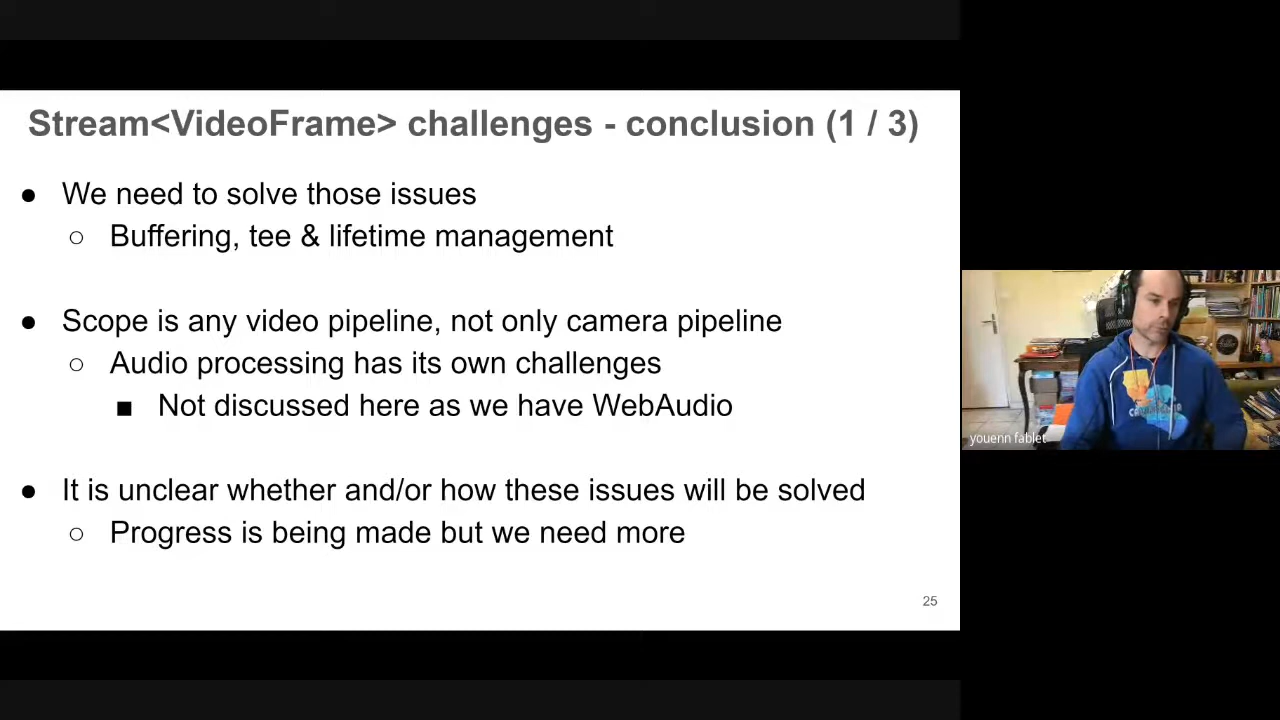 Stream<VideoFrame> challenges - conclusion (1 / 3)
● We need to solve those issues
○ Buffering, tee & lifetime management
● Scope is any video pipeline, not only camera pipeline
○ Audio processing has its own challenges
■ Not discussed here as we have WebAudio
● It is unclear whether and/or how these issues will be solved
○ Progress is being made but we need more
25
youenn fablet